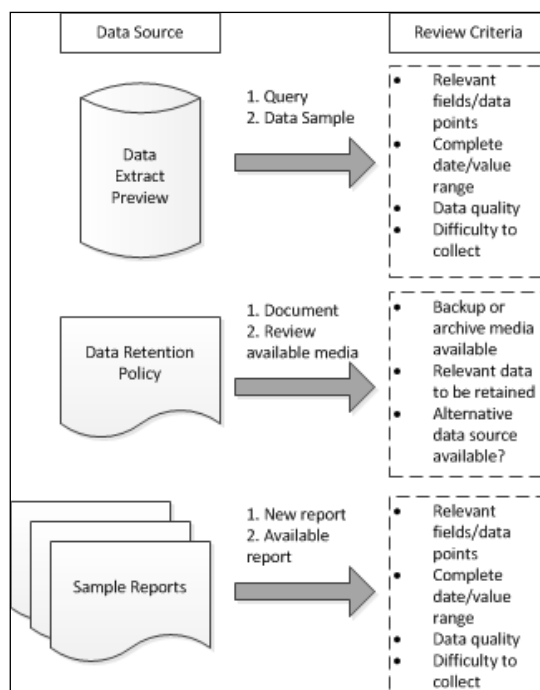 Data Source
Review Criteria
Data
Extract
Preview
1. Query
2. Data Sample
• Relevant
fields/data
points
• Complete
date/value
range
• Data quality
• Difficulty to
collect
Data Retention
Policy
1. Document
2. Review
available media
• Backup or
archive media
available
• Relevant data
to be retained
• Alternative
data source
available?
Sample Reports
1. New report
2. Available
report
• Relevant
fields/data
points
• Complete
date/value
range
• Data quality
• Difficulty to
collect